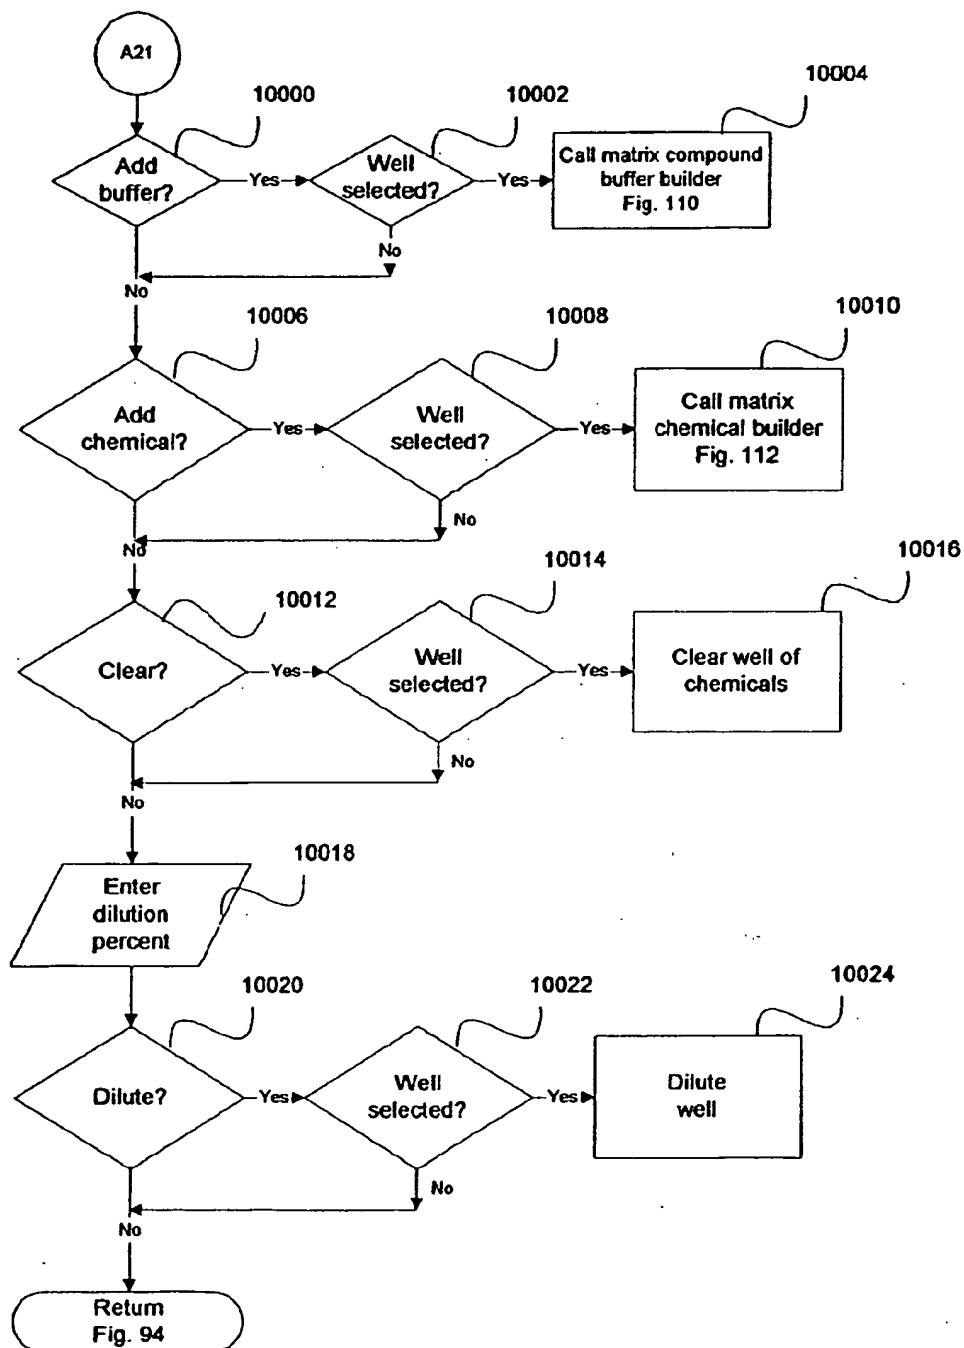 A21
10000
10002
10004
Add
buffer?
Yes
Well
selected?
Yes
Call matrix compound
buffer builder
Fig. 110
No
No
10006
10008
10010
Add
chemical?
Yes
Well
selected?
Yes
Call matrix
chemical builder
Fig. 112
No
No
10012
10014
10016
Clear?
Yes
Well
selected?
Yes
Clear well of
chemicals
No
No
10018
Enter
dilution
percent
10020
10022
10024
Dilute?
Yes
Well
selected?
Yes
Dilute
well
No
No
Return
Fig. 94